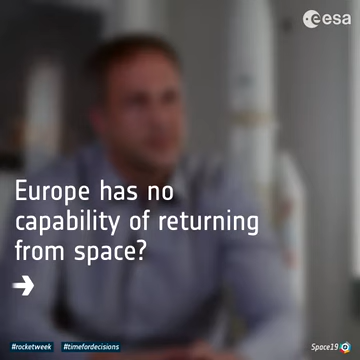 esa
Europe has no
capability of returning
from space?
#rocketweek #timefordecisions
Space19